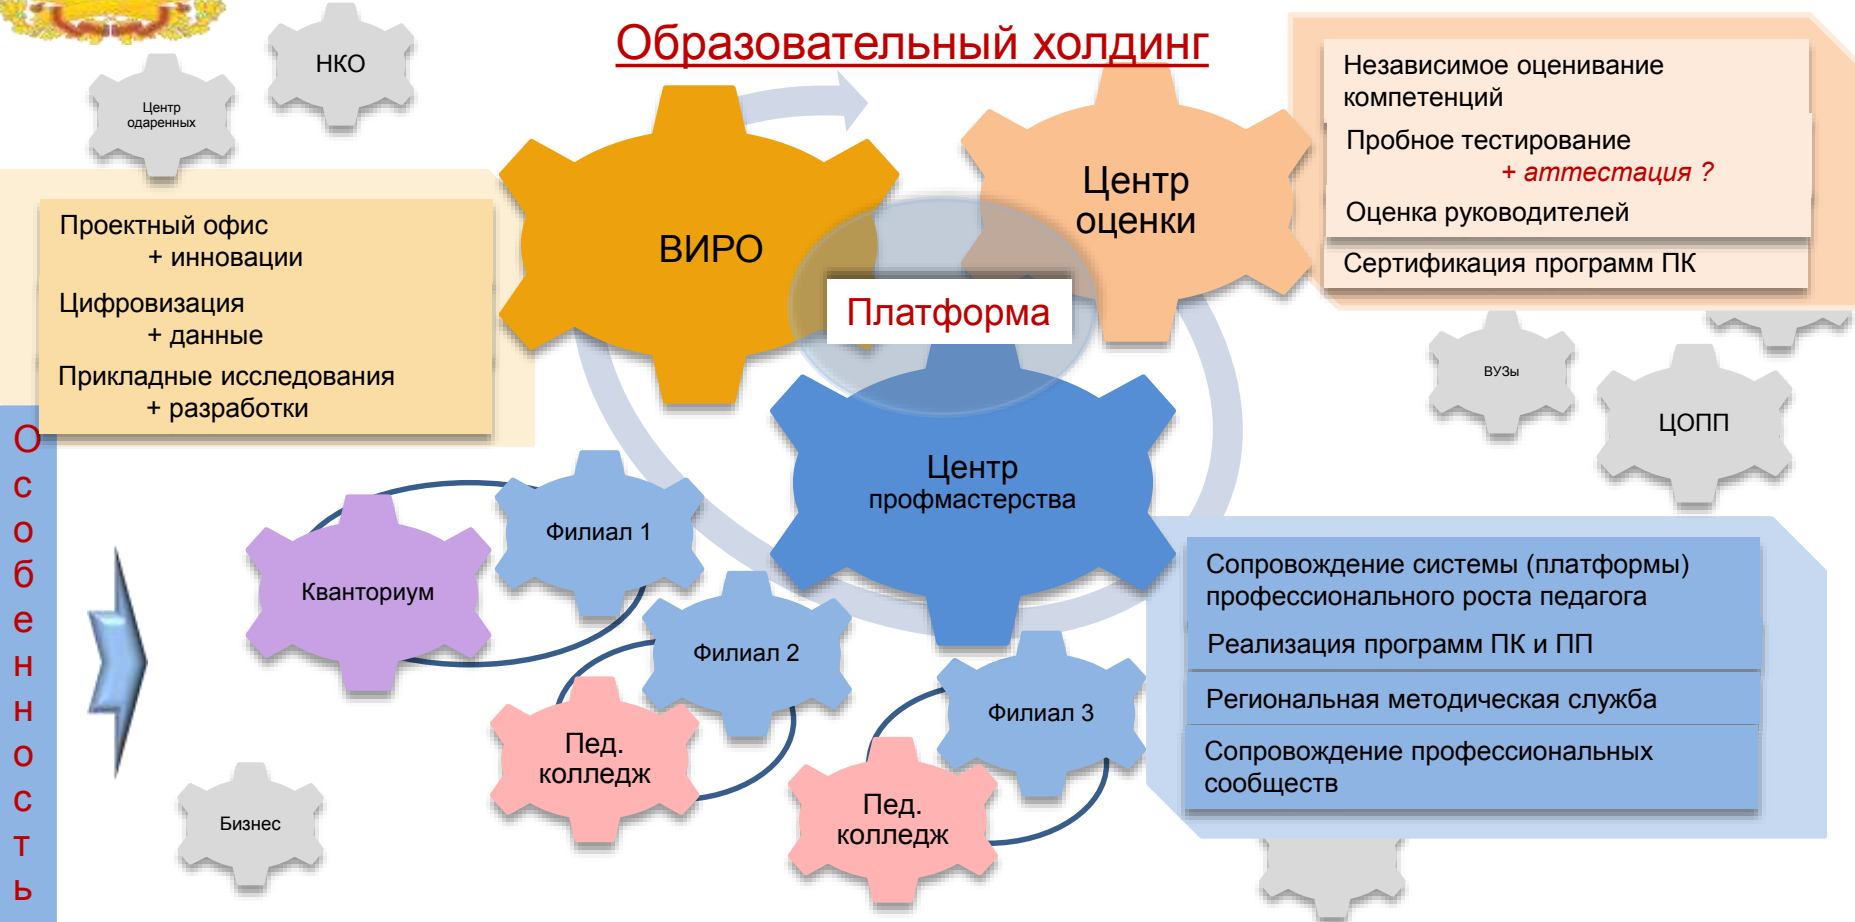 Образовательный холдинг
НКО
Центр
одаренных
Независимое оценивание
компетенций
Пробное тестирование
+ аттестация ?
Оценка руководителей
Сертификация программ ПК
Проектный офис
+ инновации
Цифровизация
+ данные
Прикладные исследования
+ разработки
ВИРО
Центр
оценки
Платформа
Центр
профмастерства
ВУЗы
ЦОПП
Особенность
Кванториум
Филиал 1
Филиал 2
Пед.
колледж
Филиал 3
Пед.
колледж
Бизнес
Сопровождение системы (платформы)
профессионального роста педагога
Реализация программ ПК и ПП
Региональная методическая служба
Сопровождение профессиональных
сообществ